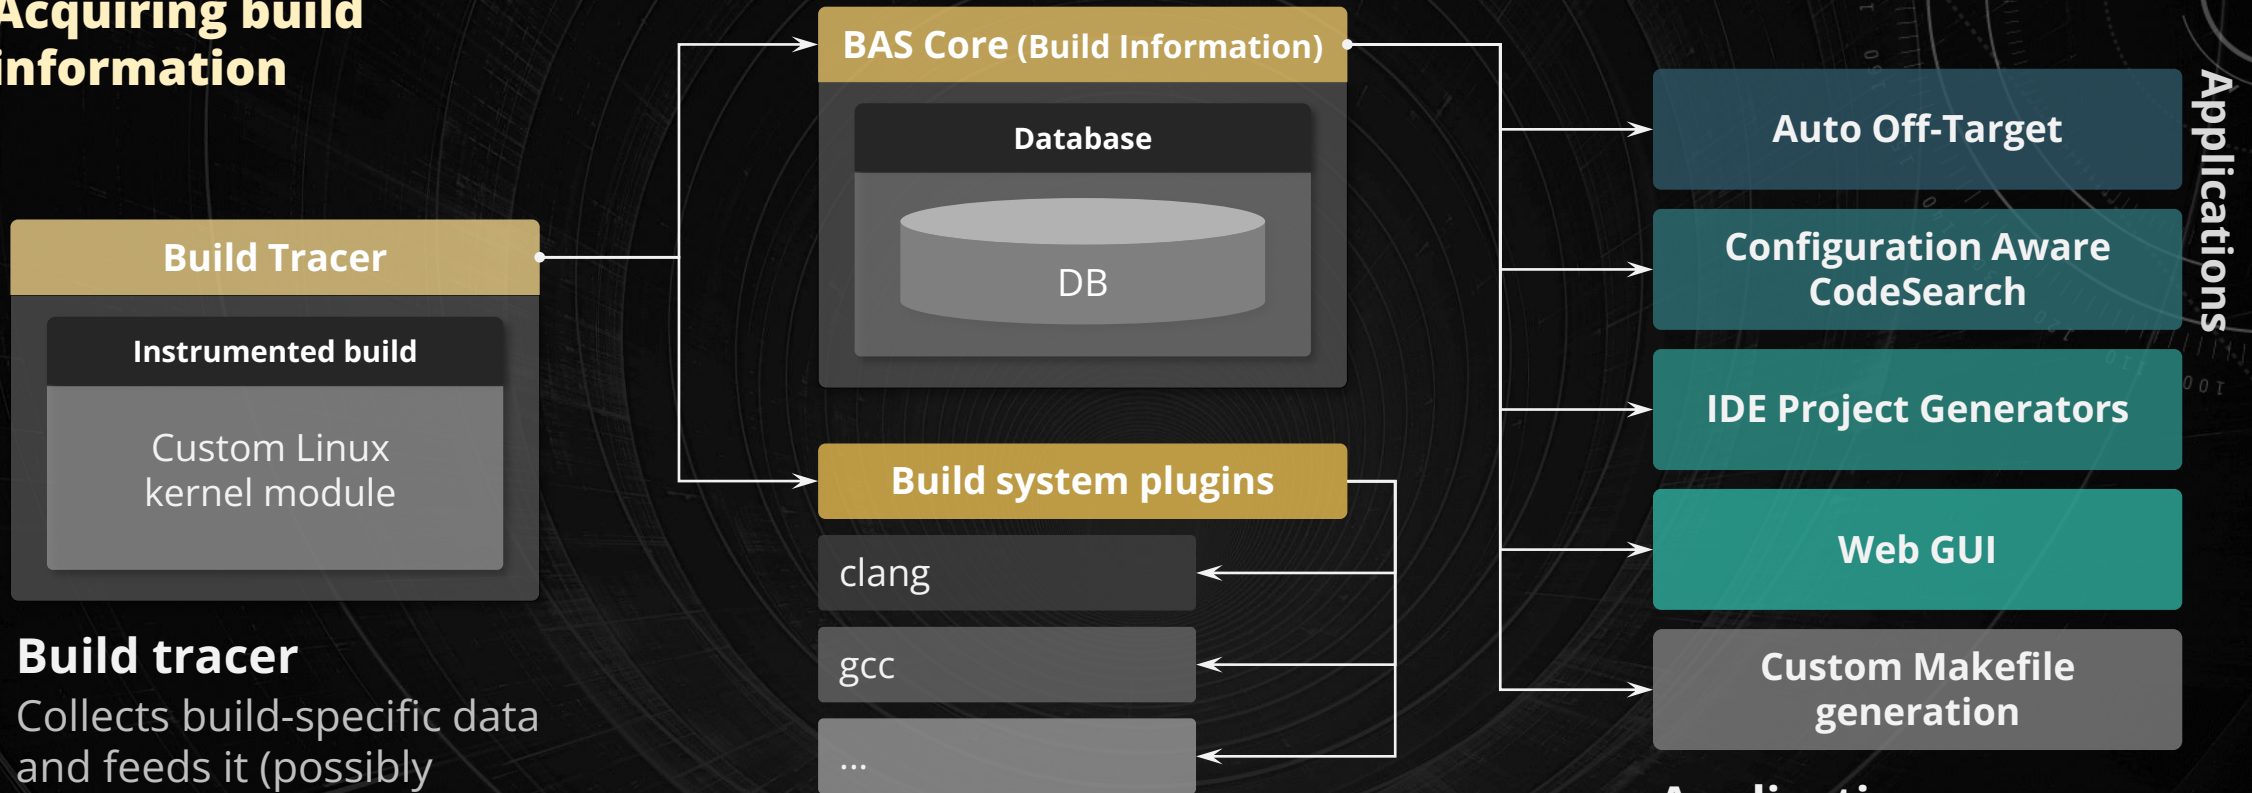 Acquiring build
information
Build Tracer
Instrumented build
Custom Linux
kernel module
Build tracer
Collects build-specific data
and feeds it (possibly
BAS Core (Build Information)
Database
DB
Build system plugins
clang
gcc
...
Applications
Auto Off-Target
Configuration Aware
CodeSearch
IDE Project Generators
Web GUI
Custom Makefile
generation